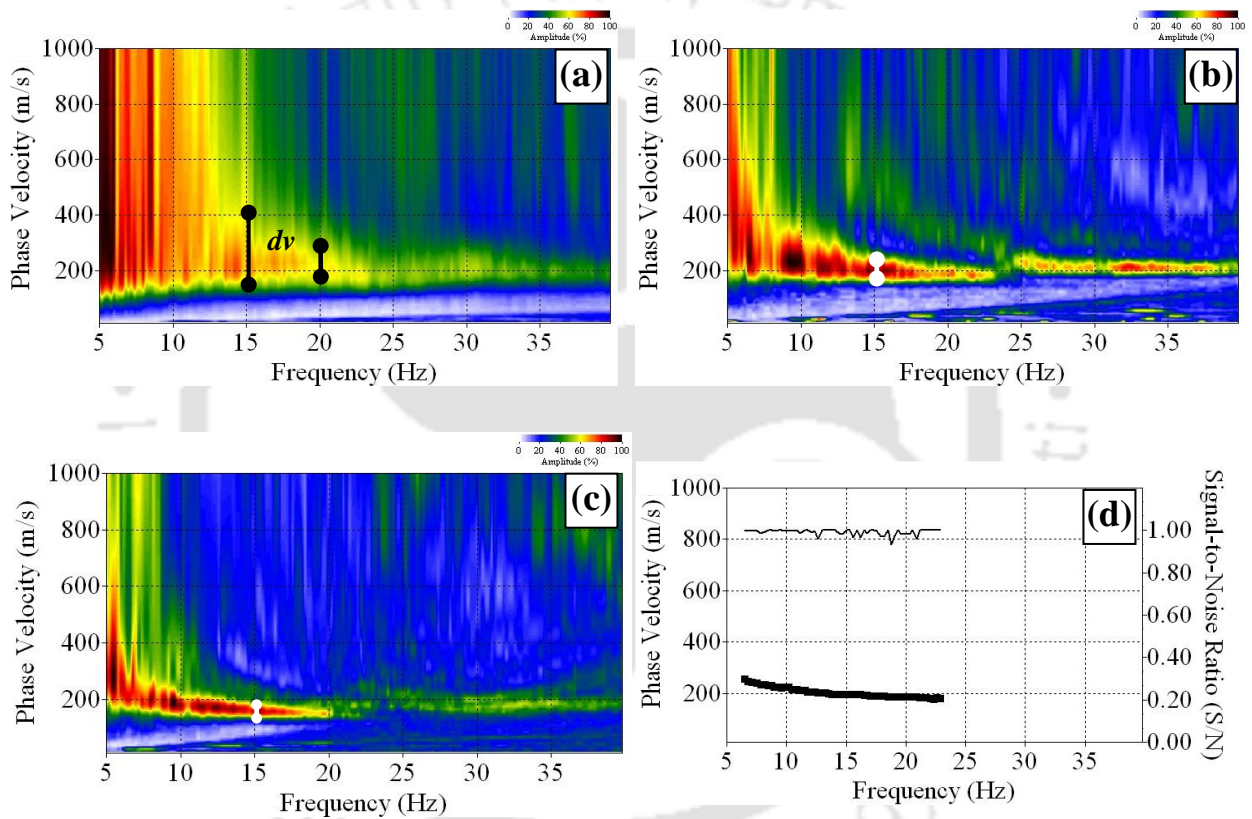 0 20 40 60 80 100
Amplitude (%)
(a)
1000
800
600
400
200
Phase Velocity (m/s)
dv
5 10 15 20 25 30 35
Frequency (Hz)
0 20 40 60 80 100
Amplitude (%)
(b)
1000
800
600
400
200
Phase Velocity (m/s)
5 10 15 20 25 30 35
Frequency (Hz)
0 20 40 60 80 100
Amplitude (%)
(c)
1000
800
600
400
200
Phase Velocity (m/s)
5 10 15 20 25 30 35
Frequency (Hz)
(d)
1000
800
600
400
200
Phase Velocity (m/s)
1.00
0.80
0.60
0.40
0.20
0.00
Signal-to-Noise Ratio (S/N)
5 10 15 20 25 30 35
Frequency (Hz)